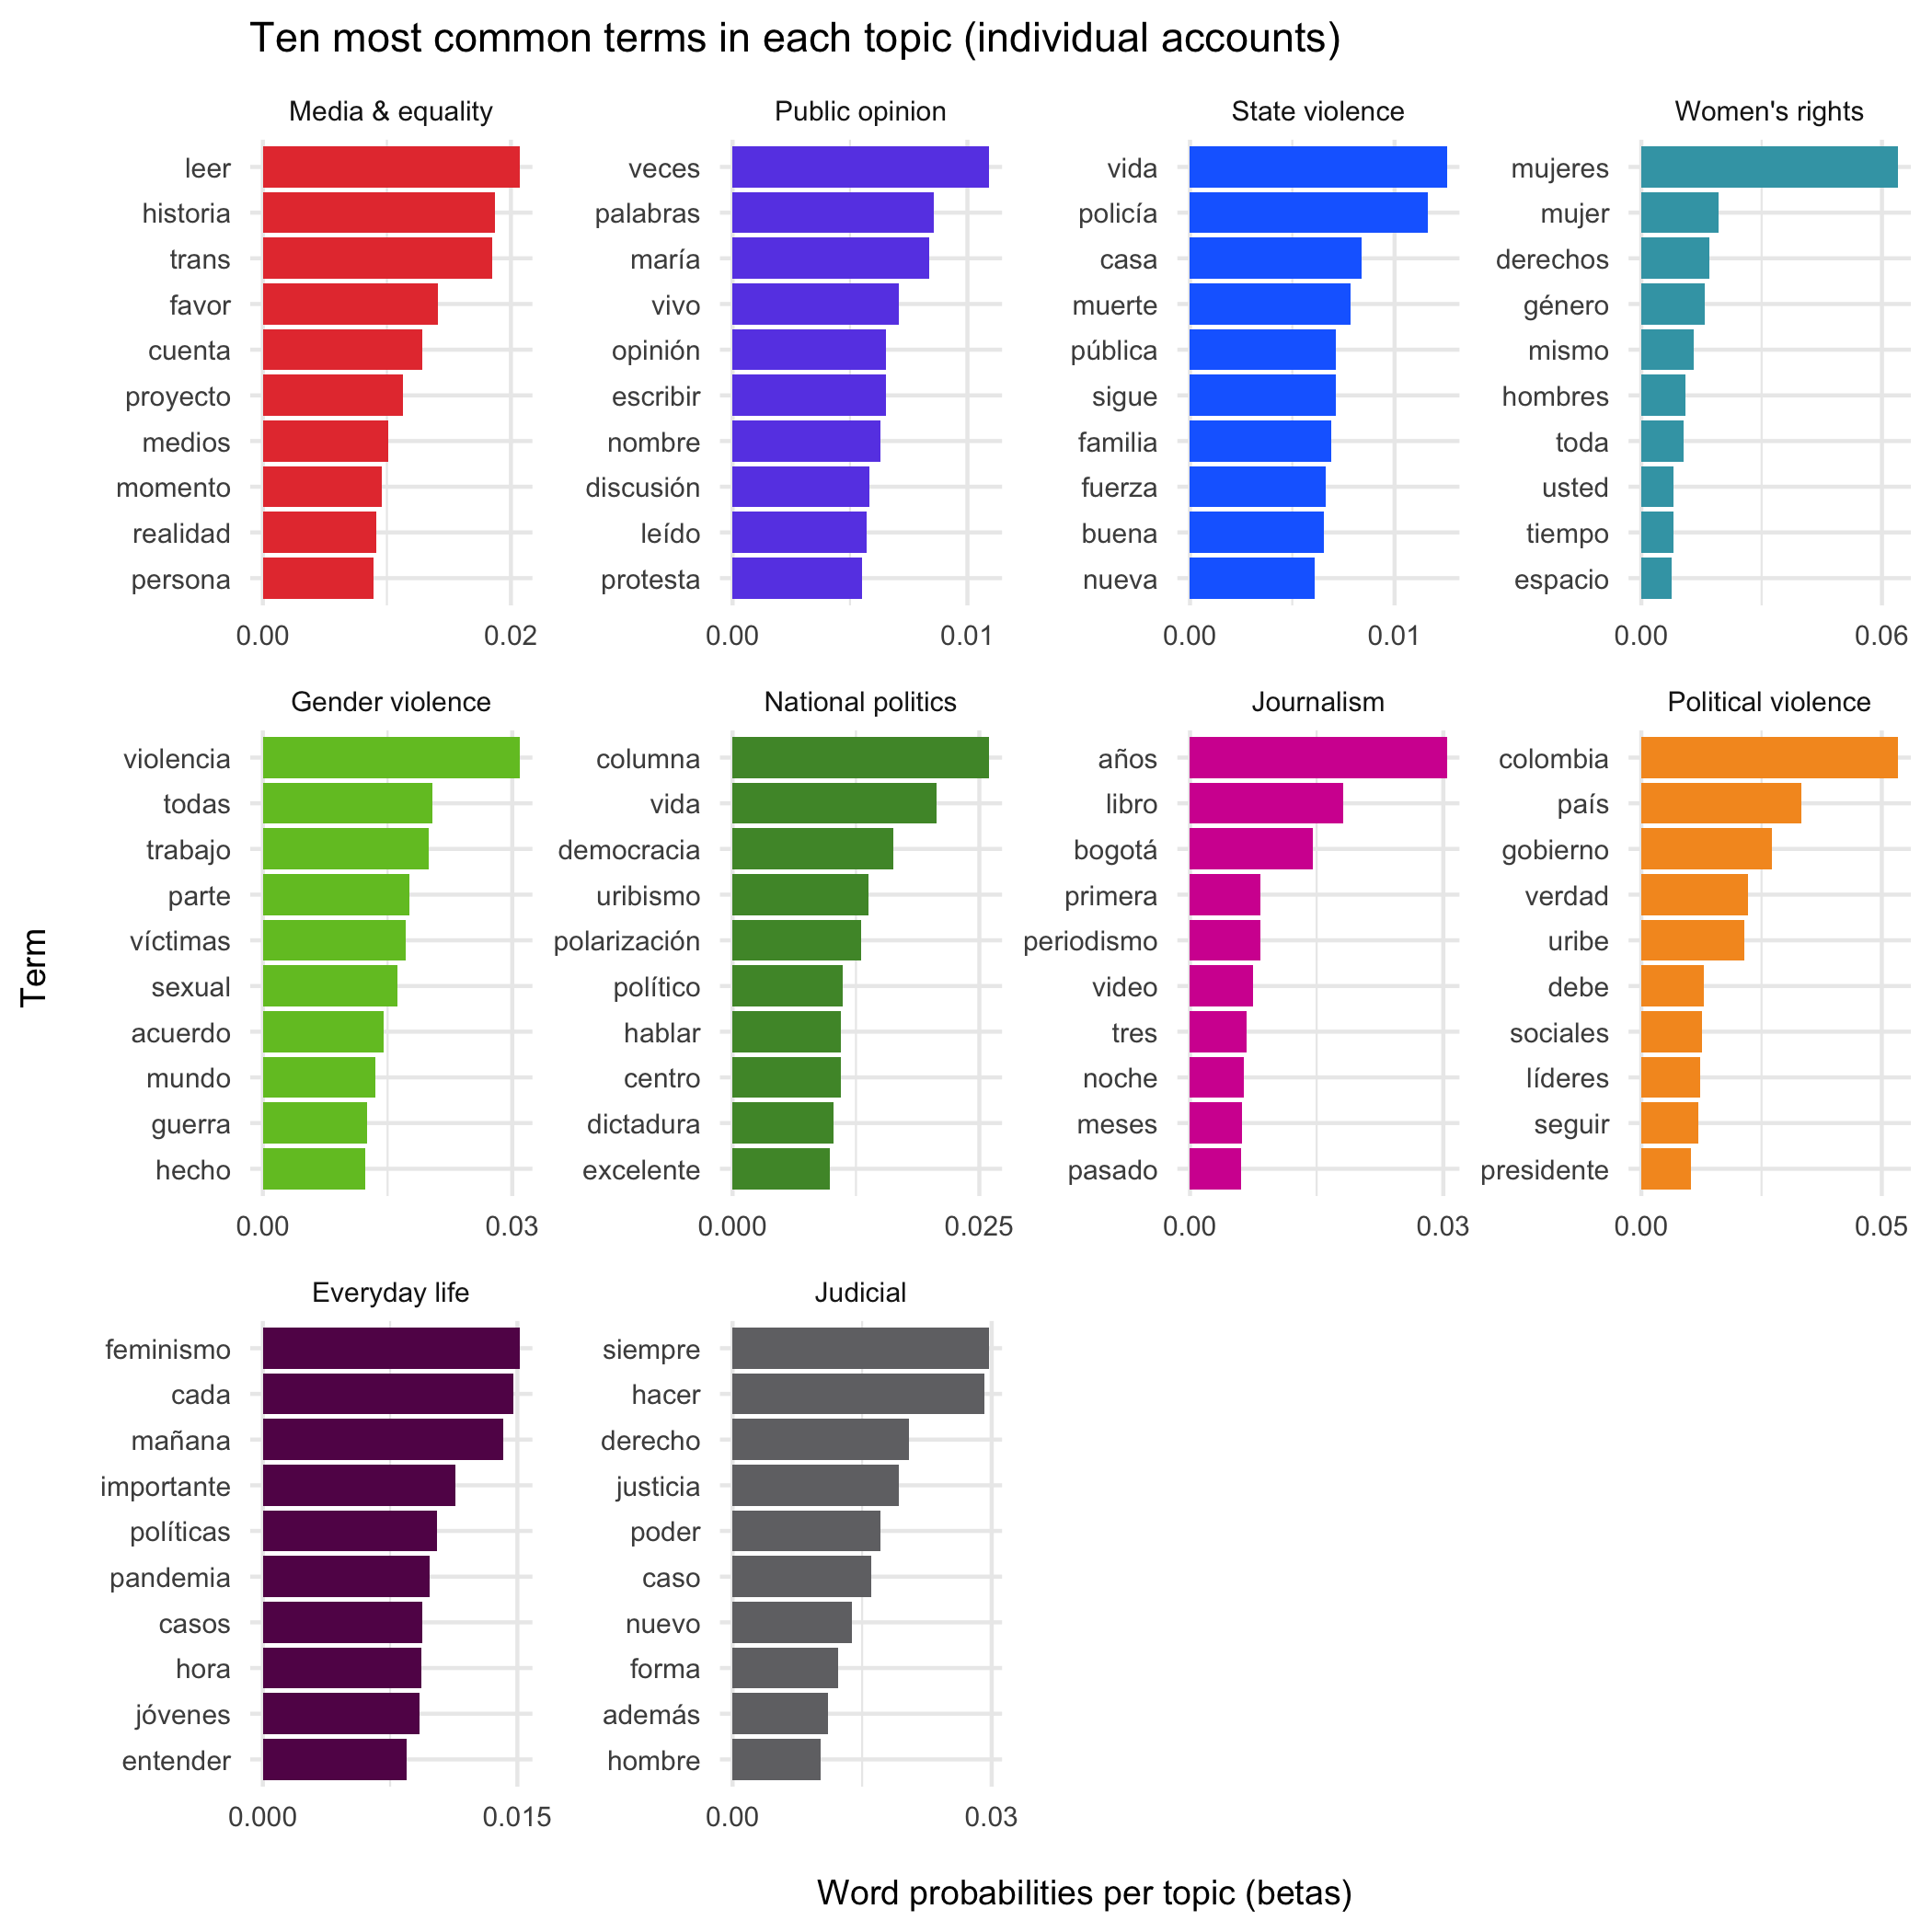 Ten most common terms in each topic (individual accounts)
Media & equality
leer
historia
trans
favor
cuenta
proyecto
medios
momento
realidad
persona
0.00 0.02
Public opinion
veces
palabras
maría
vivo
opinión
escribir
nombre
discusión
leído
protesta
0.00 0.01
State violence
vida
policía
casa
muerte
pública
sigue
familia
fuerza
buena
nueva
0.00 0.01
Women's rights
mujeres
mujer
derechos
género
mismo
hombres
toda
usted
tiempo
espacio
0.00 0.06
Gender violence
violencia
todas
trabajo
parte
víctimas
sexual
acuerdo
mundo
guerra
hecho
0.00 0.03
National politics
columna
vida
democracia
uribismo
polarización
político
hablar
centro
dictadura
excelente
0.000 0.025
Journalism
años
libro
bogotá
primera
periodismo
video
tres
noche
meses
pasado
0.00 0.03
Political violence
colombia
país
gobierno
verdad
uribe
debe
sociales
líderes
seguir
presidente
0.00 0.05
Everyday life
feminismo
cada
mañana
importante
políticas
pandemia
casos
hora
jóvenes
entender
0.000 0.015
Judicial
siempre
hacer
derecho
justicia
poder
caso
nuevo
forma
además
hombre
0.00 0.03
Term
Word probabilities per topic (betas)